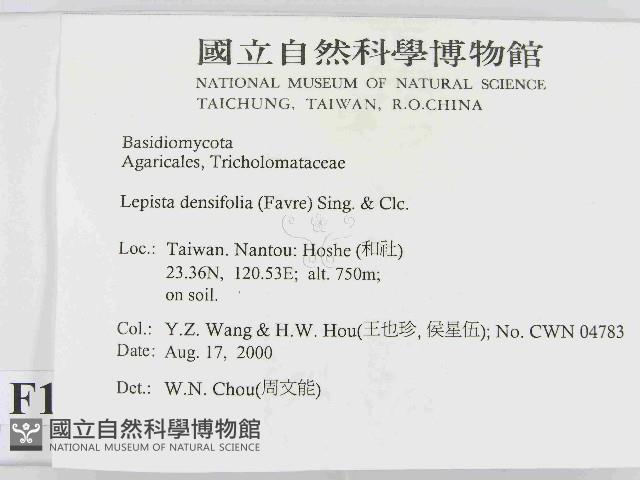 國立自然科學博物館
NATIONAL MUSEUM OF NATURAL SCIENCE
TAICHUNG, TAIWAN, R.O.CHINA
Basidiomycota
Agaricales, Tricholomataceae
Lepista densifolia (Favre) Sing. & Clc.
Loc.: Taiwan. Nantou: Hoshe (和社)
23.36N, 120.53E; alt. 750m;
on soil.
Col.: Y.Z. Wang & H.W. Hou(王也珍, 侯星伍); No. CWN 04783
Date: Aug. 17, 2000
Det.: W.N. Chou(周文能)
F1
國立自然科學博物館
NATIONAL MUSEUM OF NATURAL SCIENCE